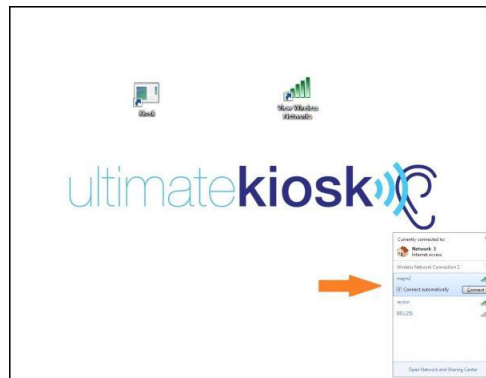 Kiosk
View Wireless
Networks
ultimatekiosk
Currently connected to:
Network 3
Internet access
Wireless Network Connection 2
Connect automatically
Connect
Open Network and Sharing Center